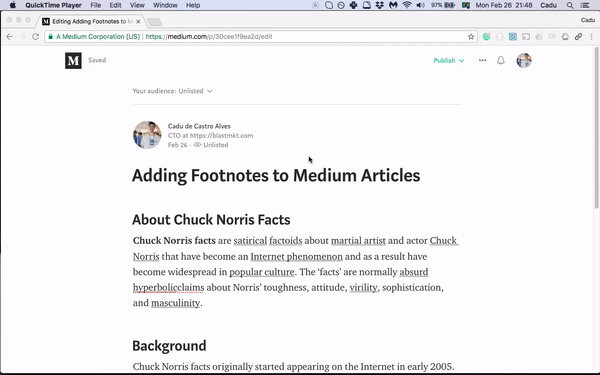 QuickTime Player File Edit View Window Help 97% Mon Feb 26 21:48 Cadu
Editing Adding Footnotes to M Cadu
A Medium Corporation [US] https://medium.com/p/30cee1f9ea2d/edit
M Saved Publish
Your audience: Unlisted
Cadu de Castro Alves
CTO at https://blastmkt.com
Feb 26 · Unlisted
Adding Footnotes to Medium Articles
About Chuck Norris Facts
Chuck Norris facts are satirical factoids about martial artist and actor Chuck
Norris that have become an Internet phenomenon and as a result have
become widespread in popular culture. The ‘facts’ are normally absurd
hyperbolicclaims about Norris’ toughness, attitude, virility, sophistication,
and masculinity.
Background
Chuck Norris facts originally started appearing on the Internet in early 2005.